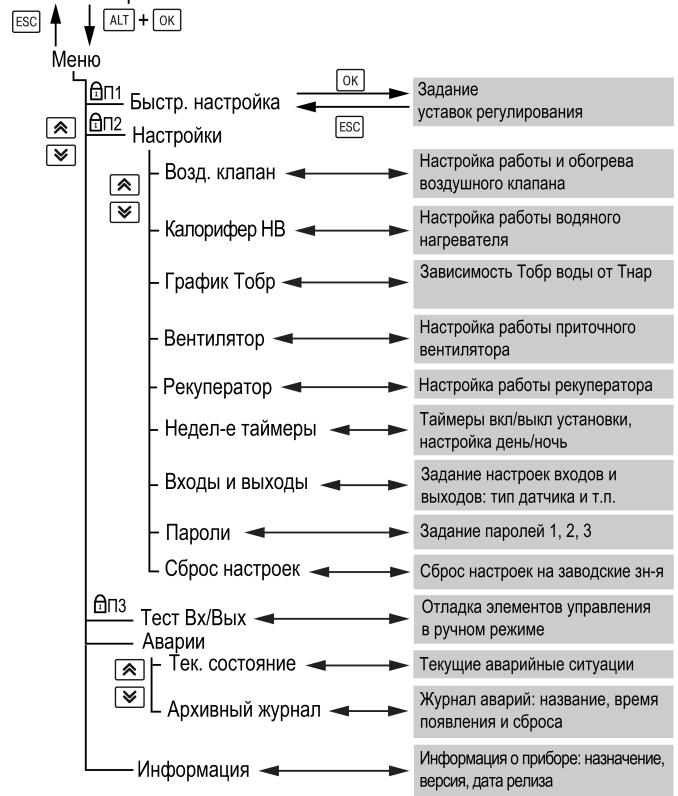 ESC ALT + OK
Меню
П1 Быстр. настройка OK Задание
ESC уставок регулирования
П2 Настройки
Возд. клапан Настройка работы и обогрева
воздушного клапана
Калорифер НВ Настройка работы водяного
нагревателя
График Тобр Зависимость Тобр воды от Тнар
Вентилятор Настройка работы приточного
вентилятора
Рекуператор Настройка работы рекуператора
Недел-е таймеры Таймеры вкл/выкл установки,
настройка день/ночь
Входы и выходы Задание настроек входов и
выходов: тип датчика и т.п.
Пароли Задание паролей 1, 2, 3
Сброс настроек Сброс настроек на заводские зн-я
П3 Тест Вх/Вых Отладка элементов управления
в ручном режиме
Аварии
Тек. состояние Текущие аварийные ситуации
Архивный журнал Журнал аварий: название, время
появления и сброса
Информация Информация о приборе: назначение,
версия, дата релиза